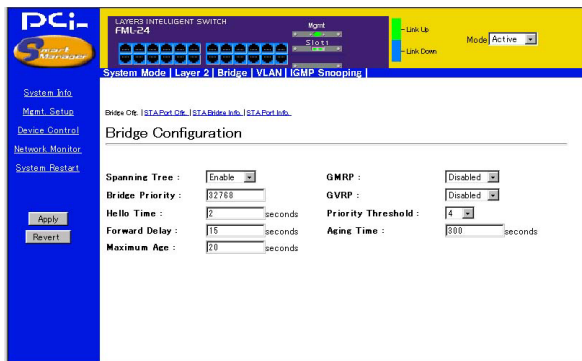 PCi-
Smart
Manager
LAYER3 INTELLIGENT SWITCH
FML-24
Mgmt
Slot1
Link Up
Link Down
Mode Active
System Mode | Layer 2 | Bridge | VLAN | IGMP Snooping |
System Info
Mgmt. Setup
Device Control
Network Monitor
System Restart
Apply
Revert
Bridge Cfg. | STA Port Cfg. | STA Bridge Info. | STA Port Info.
Bridge Configuration
Spanning Tree : Enable
GMRP : Disabled
Bridge Priority : 32768
GVRP : Disabled
Hello Time : 2 seconds
Priority Threshold : 4
Forward Delay : 15 seconds
Aging Time : 300 seconds
Maximum Age : 20 seconds